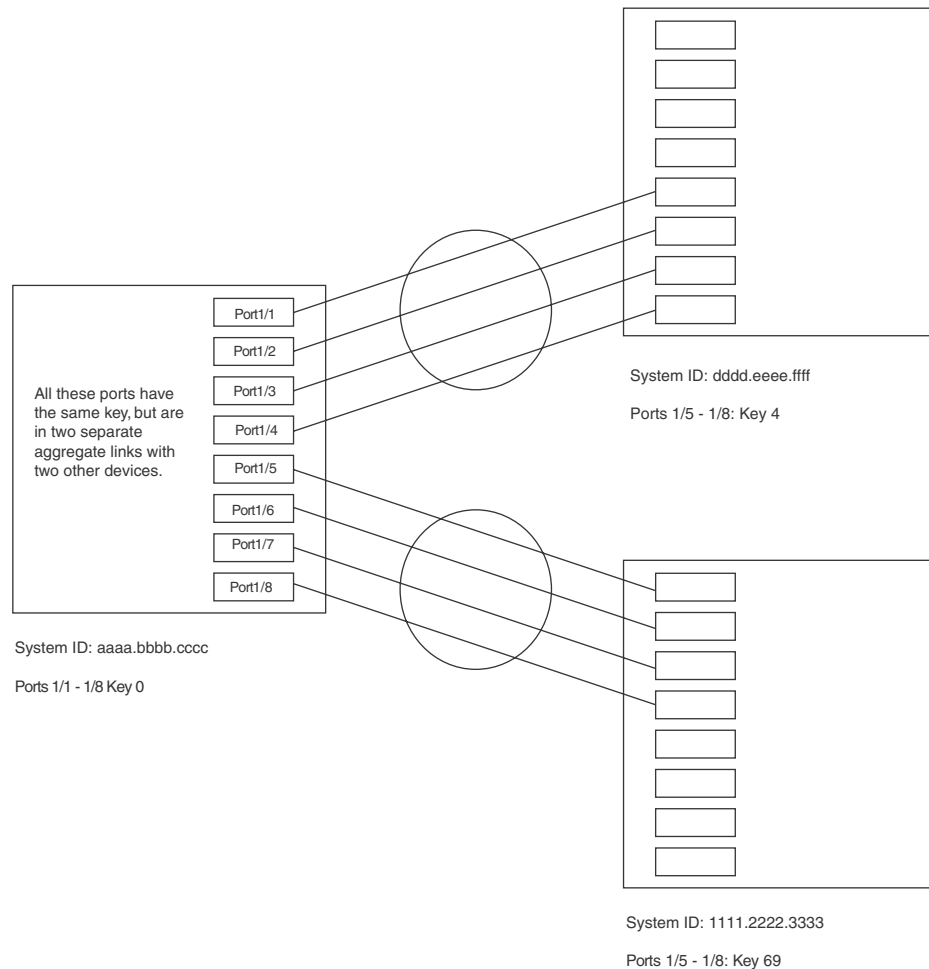 Port1/1
Port1/2
Port1/3
Port1/4
Port1/5
Port1/6
Port1/7
Port1/8
All these ports have
the same key, but are
in two separate
aggregate links with
two other devices.
System ID: aaaa.bbbb.cccc
Ports 1/1 - 1/8 Key 0
System ID: dddd.eeee.ffff
Ports 1/5 - 1/8: Key 4
System ID: 1111.2222.3333
Ports 1/5 - 1/8: Key 69